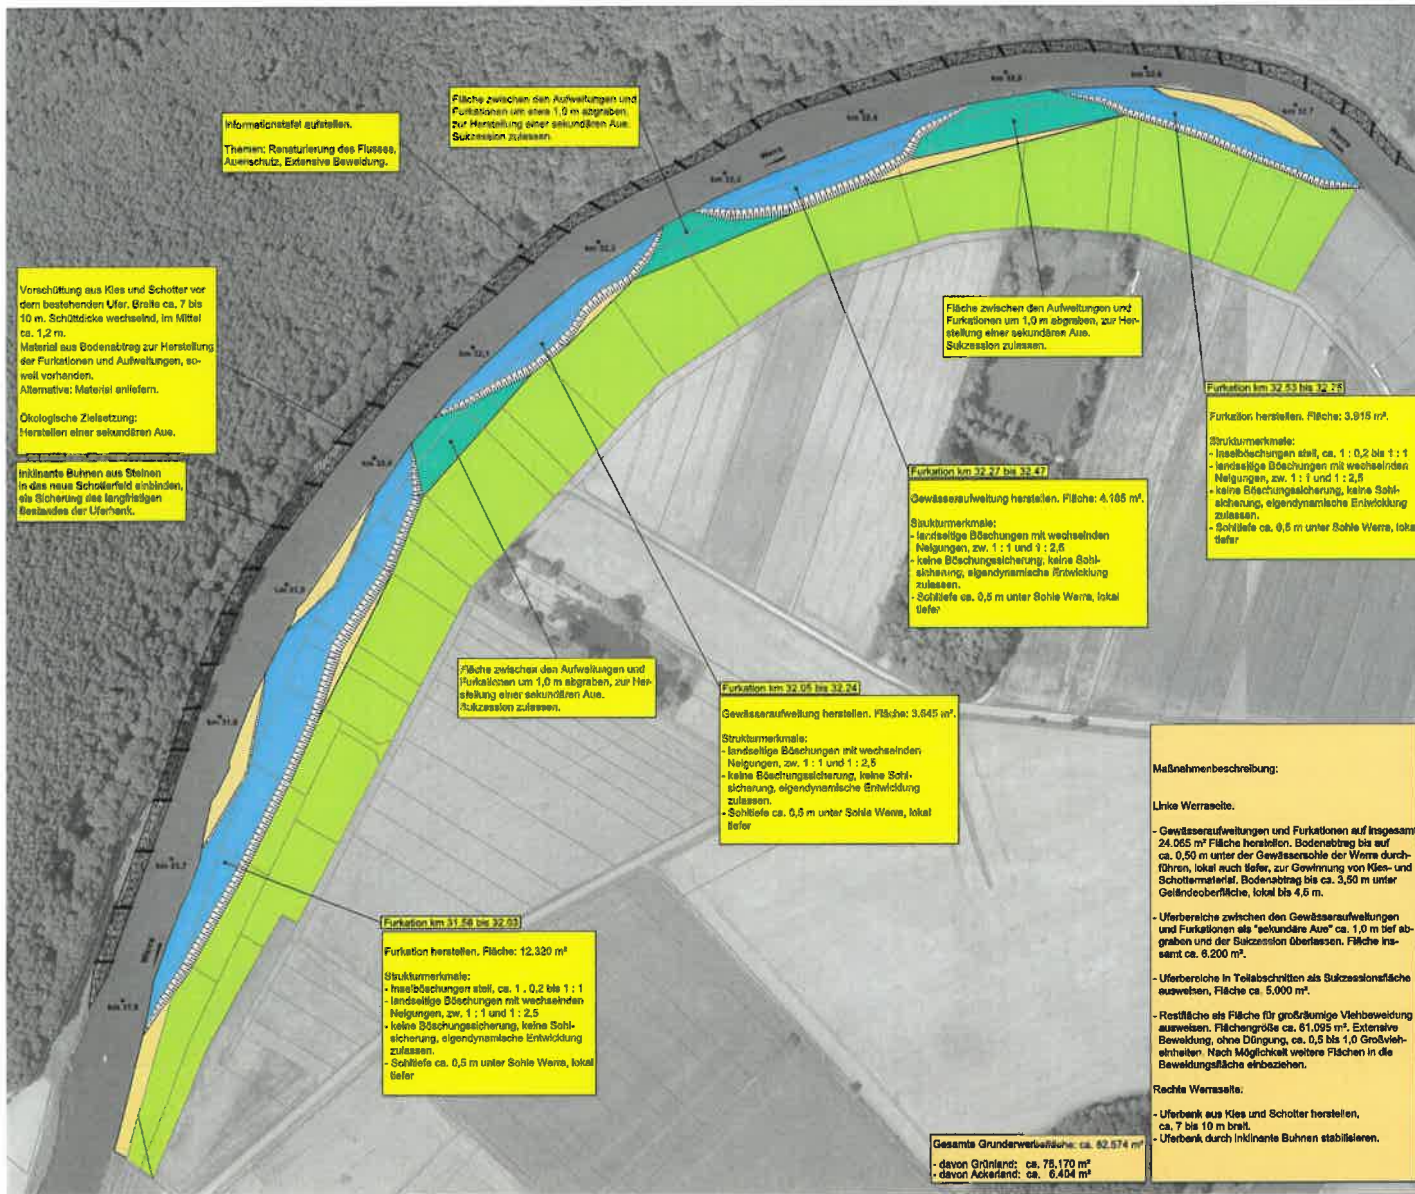 Informationstafel aufstellen.
Themen: Renaturierung des Flusses,
Auenschutz, Extensive Beweidung.
Fläche zwischen den Aufweitungen und
Furkationen um etwa 1,0 m abgraben,
zur Herstellung einer sekundären Aue.
Sukzession zulassen.
Vorschüttung aus Kies und Schotter vor
dem bestehenden Ufer. Breite ca. 7 bis
10 m. Schüttdicke wechselnd, im Mittel
ca. 1,2 m.
Material aus Bodenabtrag zur Herstellung
der Furkationen und Aufweitungen, so-
weit vorhanden.
Alternative: Material anliefern.
Ökologische Zielsetzung:
Herstellen einer sekundären Aue.
Inklinante Buhnen aus Steinen
in das neue Schotterfeld einbinden,
als Sicherung des langfristigen
Bestandes der Uferbank.
Fläche zwischen den Aufweitungen und
Furkationen um 1,0 m abgraben, zur Her-
stellung einer sekundären Aue.
Sukzession zulassen.
Furkation km 32.53 bis 32.75
Furkation herstellen. Fläche: 3.915 m².
Strukturmerkmale:
- Inselböschungen steil, ca. 1 : 0,2 bis 1 : 1
- landseitige Böschungen mit wechselnden
Neigungen, zw. 1 : 1 und 1 : 2,5
- keine Böschungssicherung, keine Sohl-
sicherung, eigendynamische Entwicklung
zulassen.
- Sohltiefe ca. 0,5 m unter Sohle Werra, lokal
tiefer
Furkation km 32.27 bis 32.47
Gewässeraufweitung herstellen. Fläche: 4.185 m².
Strukturmerkmale:
- landseitige Böschungen mit wechselnden
Neigungen, zw. 1 : 1 und 1 : 2,5
- keine Böschungssicherung, keine Sohl-
sicherung, eigendynamische Entwicklung
zulassen.
- Sohltiefe ca. 0,5 m unter Sohle Werra, lokal
tiefer
Fläche zwischen den Aufweitungen und
Furkationen um 1,0 m abgraben, zur Her-
stellung einer sekundären Aue.
Sukzession zulassen.
Furkation km 32.05 bis 32.24
Gewässeraufweitung herstellen. Fläche: 3.645 m².
Strukturmerkmale:
- landseitige Böschungen mit wechselnden
Neigungen, zw. 1 : 1 und 1 : 2,5
- keine Böschungssicherung, keine Sohl-
sicherung, eigendynamische Entwicklung
zulassen.
- Sohltiefe ca. 0,5 m unter Sohle Werra, lokal
tiefer
Furkation km 31.56 bis 32.03
Furkation herstellen, Fläche: 12.320 m²
Strukturmerkmale:
- Inselböschungen steil, ca. 1 : 0,2 bis 1 : 1
- landseitige Böschungen mit wechselnden
Neigungen, zw. 1 : 1 und 1 : 2,5
- keine Böschungssicherung, keine Sohl-
sicherung, eigendynamische Entwicklung
zulassen.
- Sohltiefe ca. 0,5 m unter Sohle Werra, lokal
tiefer
Maßnahmenbeschreibung:
Linke Werraseite.
- Gewässeraufweitungen und Furkationen auf insgesamt
24.065 m² Fläche herstellen. Bodenabtrag bis auf
ca. 0,50 m unter der Gewässersohle der Werra durch-
führen, lokal auch tiefer, zur Gewinnung von Kies- und
Schottermaterial. Bodenabtrag bis ca. 3,50 m unter
Geländeoberfläche, lokal bis 4,5 m.
- Uferbereiche zwischen den Gewässeraufweitungen
und Furkationen als "sekundäre Aue" ca. 1,0 m tief ab-
graben und der Sukzession überlassen. Fläche ins-
samt ca. 6.200 m².
- Uferbereiche in Teilabschnitten als Sukzessionsfläche
ausweisen, Fläche ca. 5.000 m².
- Restfläche als Fläche für großräumige Viehbeweidung
ausweisen. Flächengröße ca. 61.095 m². Extensive
Beweidung, ohne Düngung, ca. 0,5 bis 1,0 Großvieh-
einheiten. Nach Möglichkeit weitere Flächen in die
Beweidungsfläche einbeziehen.
Rechte Werraseite:
- Uferbank aus Kies und Schotter herstellen,
ca. 7 bis 10 m breit.
- Uferbank durch inklinante Buhnen stabilisieren.
Gesamte Grunderwerbsfläche: ca. 82.574 m²
- davon Grünland: ca. 76.170 m²
- davon Ackerland: ca. 6.404 m²